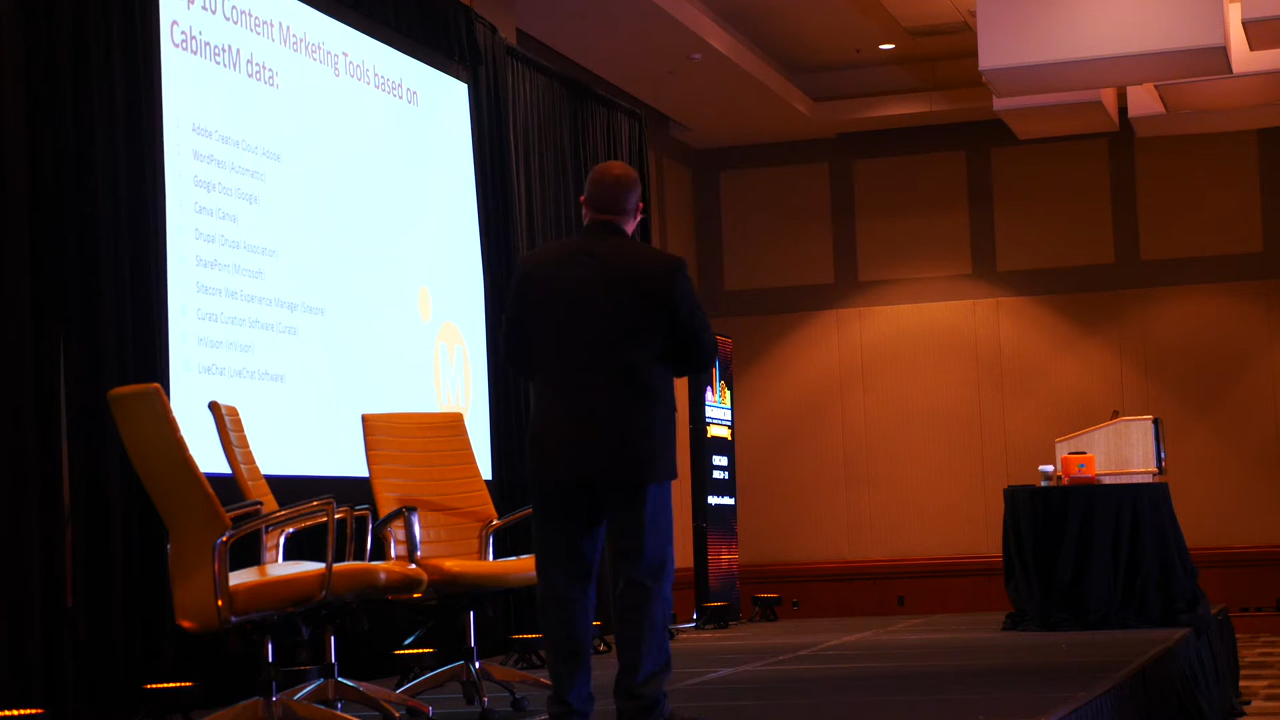 10 Content Marketing Tools based on
CabinetM data:
Adobe Creative Cloud (Adobe)
WordPress (Automattic)
Google Docs (Google)
Canva (Canva)
Drupal (Drupal Association)
SharePoint (Microsoft)
Sitecore Web Experience Manager (Sitecore)
Curata Curation Software (Curata)
InVision (InVision)
LiveChat (LiveChat Software)
M
CHICAGO